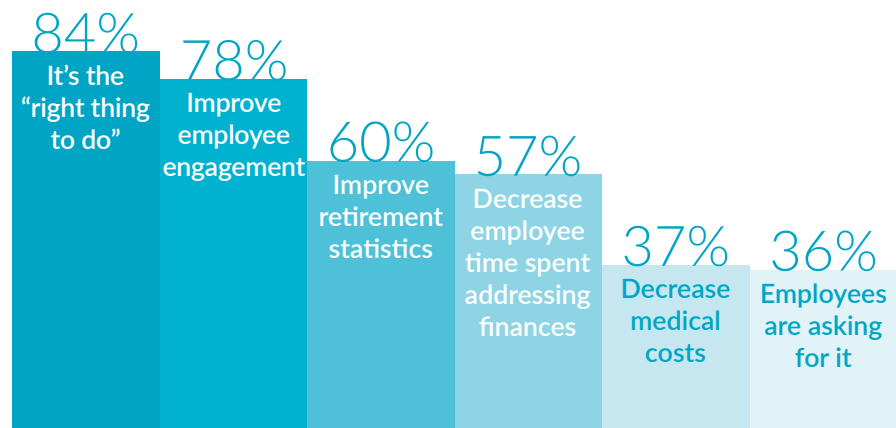 84%
It’s the
“right thing
to do”
78%
Improve
employee
engagement
60%
Improve
retirement
statistics
57%
Decrease
employee
time spent
addressing
finances
37%
Decrease
medical
costs
36%
Employees
are asking
for it